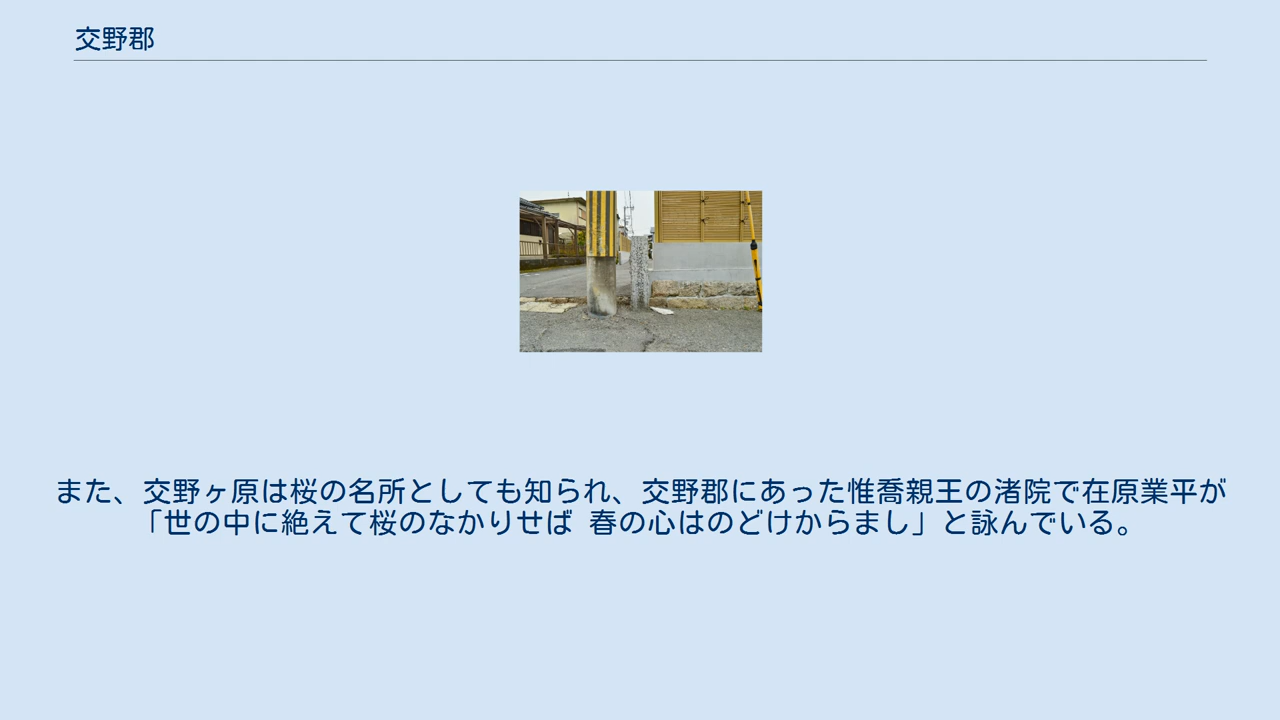 交野郡
また、交野ヶ原は桜の名所としても知られ、交野郡にあった惟喬親王の渚院で在原業平が
「世の中に絶えて桜のなかりせば 春の心はのどけからまし」と詠んでいる。